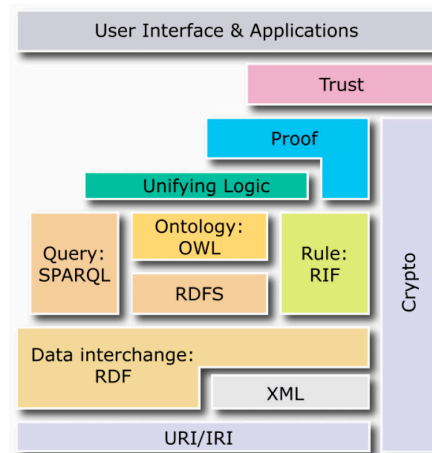 User Interface & Applications
Trust
Proof
Unifying Logic
Ontology:
OWL
Query:
SPARQL
Rule:
RIF
RDFS
Crypto
Data interchange:
RDF
XML
URI/IRI